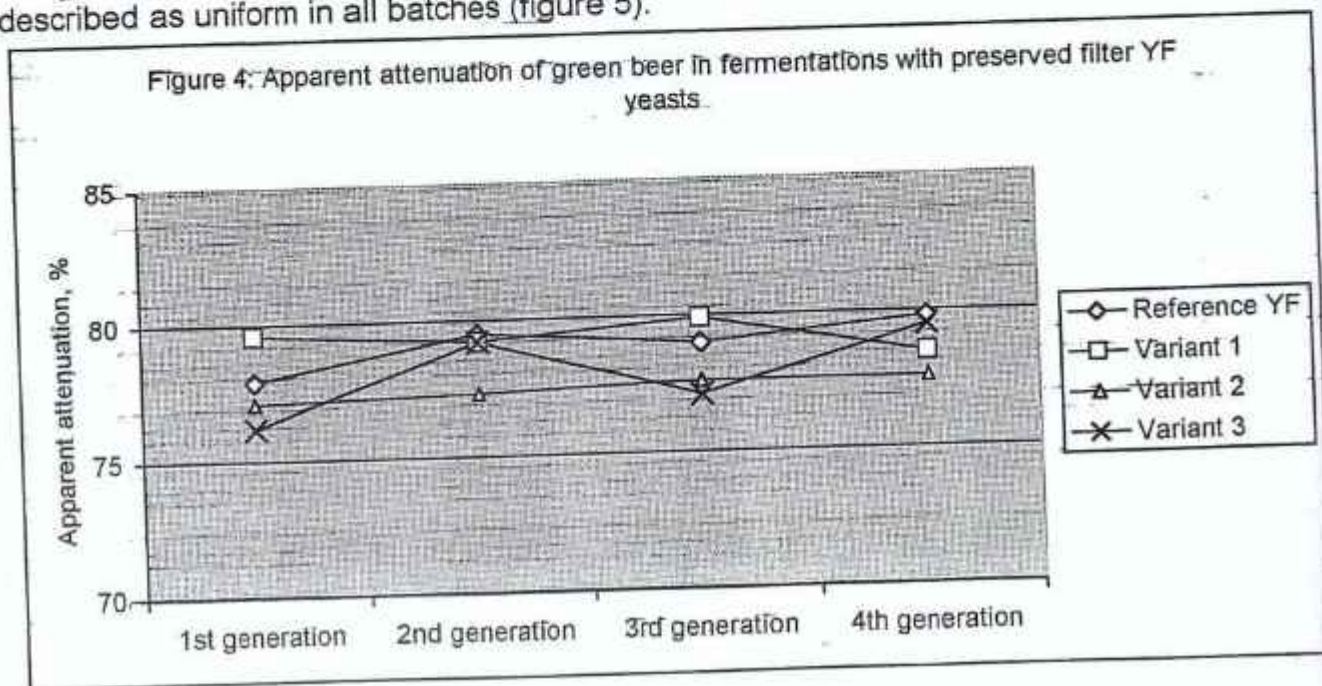 described as uniform in all batches (figure 5).
Figure 4: Apparent attenuation of green beer in fermentations with preserved filter YF
yeasts
Apparent attenuation, %
85
80
75
70
1st generation
2nd generation
3rd generation
4th generation
Reference YF
Variant 1
Variant 2
Variant 3